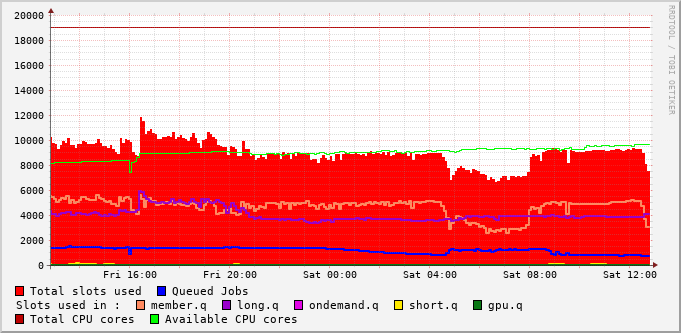 RRDTOOL / TOBI OETIKER
20000
18000
16000
14000
12000
10000
8000
6000
4000
2000
0
Fri 16:00 Fri 20:00 Sat 00:00 Sat 04:00 Sat 08:00 Sat 12:00
Total slots used Queued Jobs
Slots used in : member.q long.q ondemand.q short.q gpu.q
Total CPU cores Available CPU cores